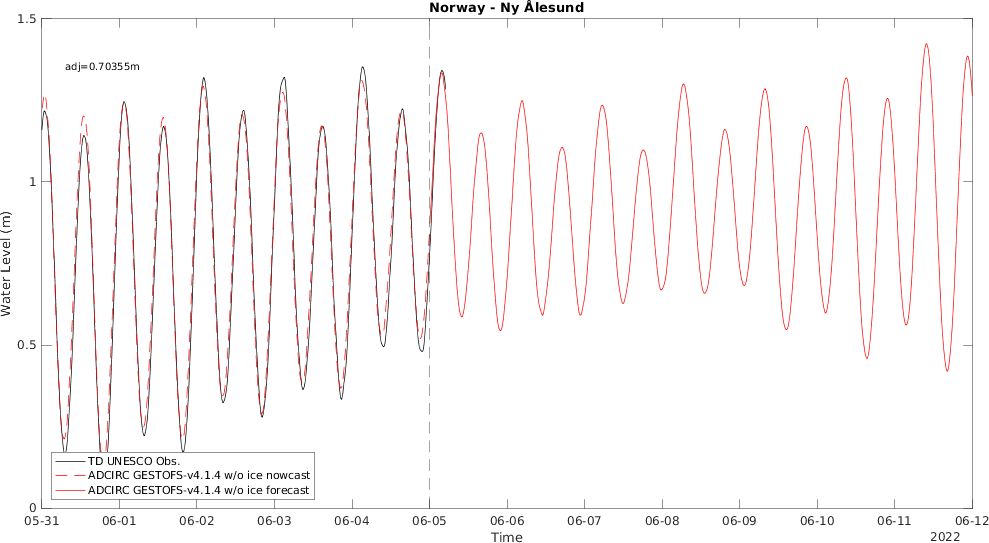 Norway - Ny Ålesund
1.5
adj=0.70355m
1
Water Level (m)
0.5
TD UNESCO Obs.
ADCIRC GESTOFS-v4.1.4 w/o ice nowcast
ADCIRC GESTOFS-v4.1.4 w/o ice forecast
0
05-31 06-01 06-02 06-03 06-04 06-05 06-06 06-07 06-08 06-09 06-10 06-11 06-12
Time
2022